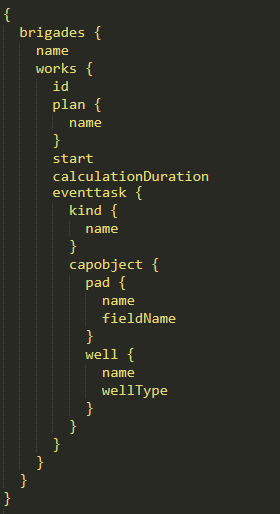 {
brigades {
name
works {
id
plan {
name
}
start
calculationDuration
eventtask {
kind {
name
}
capobject {
pad {
name
fieldName
}
well {
name
wellType
}
}
}
}
}
}